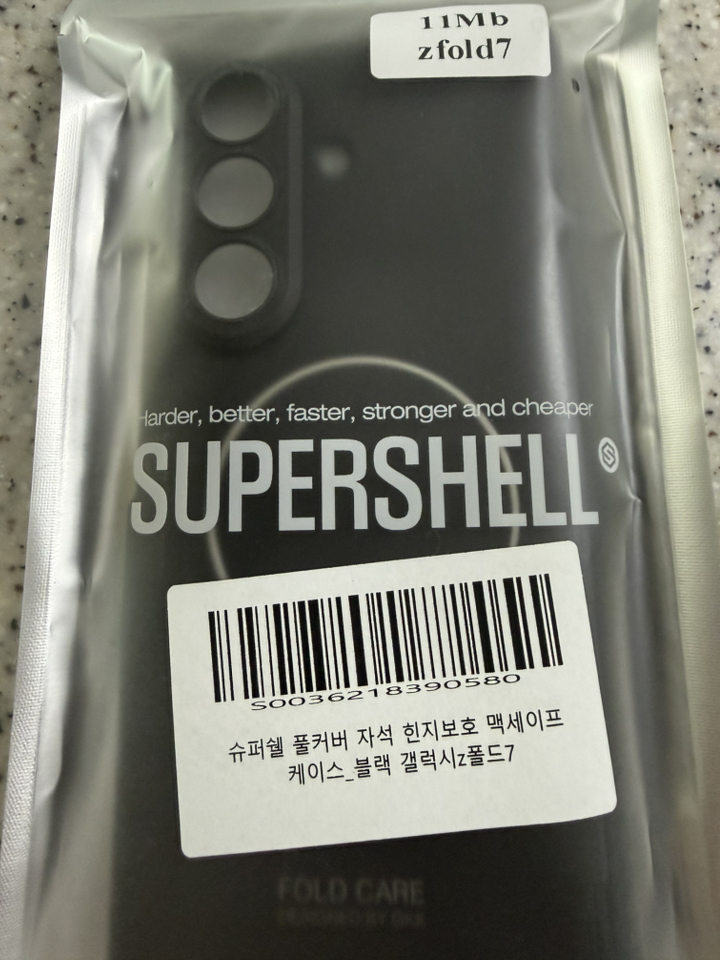 11Mb
zfold7
Harder, better, faster, stronger and cheaper
SUPERSHELL
S0036218390580
슈퍼쉘 풀커버 자석 힌지보호 맥세이프
케이스_블랙 갤럭시z폴드7
FOLD CARE
DESIGNED BY